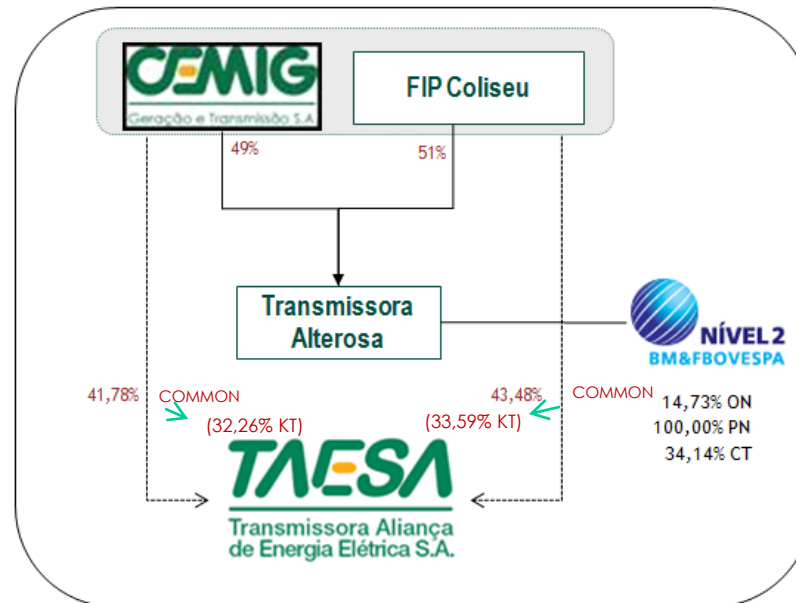 CEMIG
Geração e Transmissão S.A.
FIP Coliseu
49%
51%
Transmissora
Alterosa
NÍVEL 2
BM&FBOVESPA
41,78%
COMMON
(32,26% KT)
43,48%
COMMON
(33,59% KT)
14,73% ON
100,00% PN
34,14% CT
TAESA
Transmissora Aliança
de Energia Elétrica S.A.